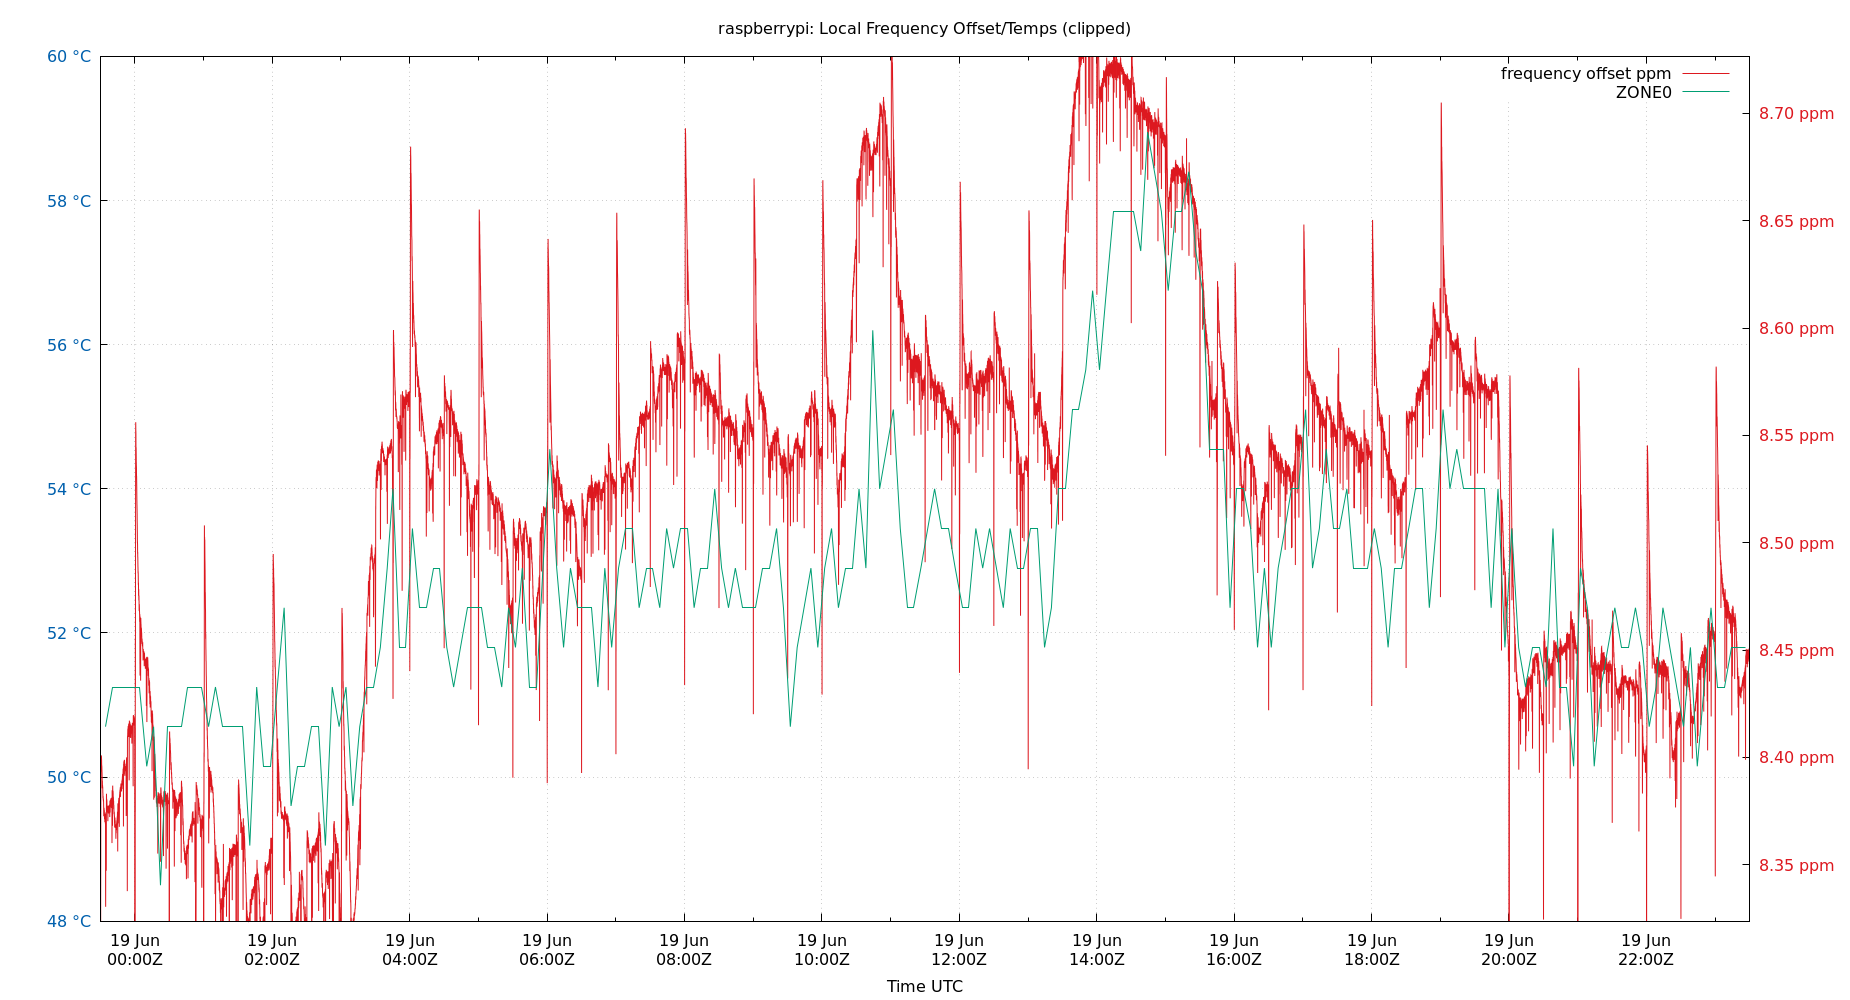 raspberrypi: Local Frequency Offset/Temps (clipped)
frequency offset ppm
ZONE0
60 °C
58 °C
56 °C
54 °C
52 °C
50 °C
48 °C
8.70 ppm
8.65 ppm
8.60 ppm
8.55 ppm
8.50 ppm
8.45 ppm
8.40 ppm
8.35 ppm
19 Jun 19 Jun 19 Jun 19 Jun 19 Jun 19 Jun 19 Jun 19 Jun 19 Jun 19 Jun 19 Jun 19 Jun
00:00Z 02:00Z 04:00Z 06:00Z 08:00Z 10:00Z 12:00Z 14:00Z 16:00Z 18:00Z 20:00Z 22:00Z
Time UTC